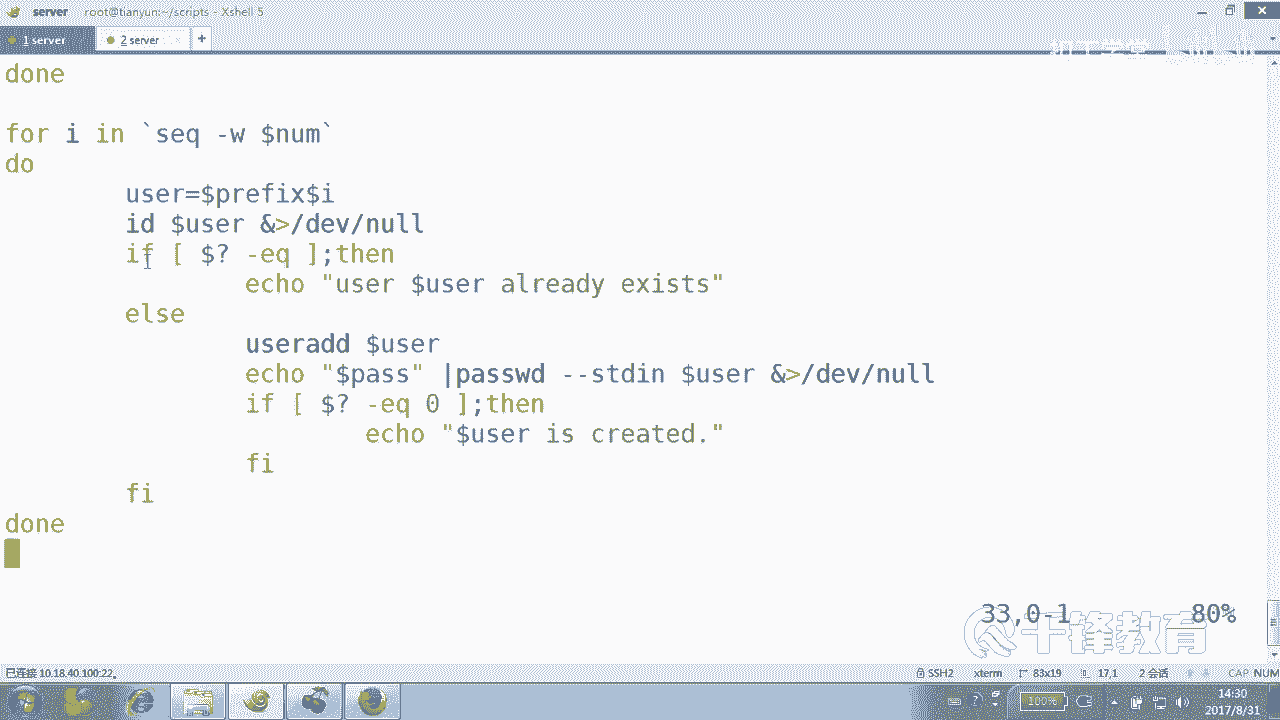 server root@tianyun:~/scripts - Xshell 5
1 server 2 server × +
done
for i in `seq -w $num`
do
user=$prefix$i
id $user &>/dev/null
if [ $? -eq ];then
echo "user $user already exists"
else
useradd $user
echo "$pass" |passwd --stdin $user &>/dev/null
if [ $? -eq 0 ];then
echo "$user is created."
fi
fi
done
33,0-1 80%
千锋教育
已连接 10.18.40.100:22。 SSH2 xterm 83x19 17,1 2 会话 CAP NUM
100% 14:30
2017/8/31